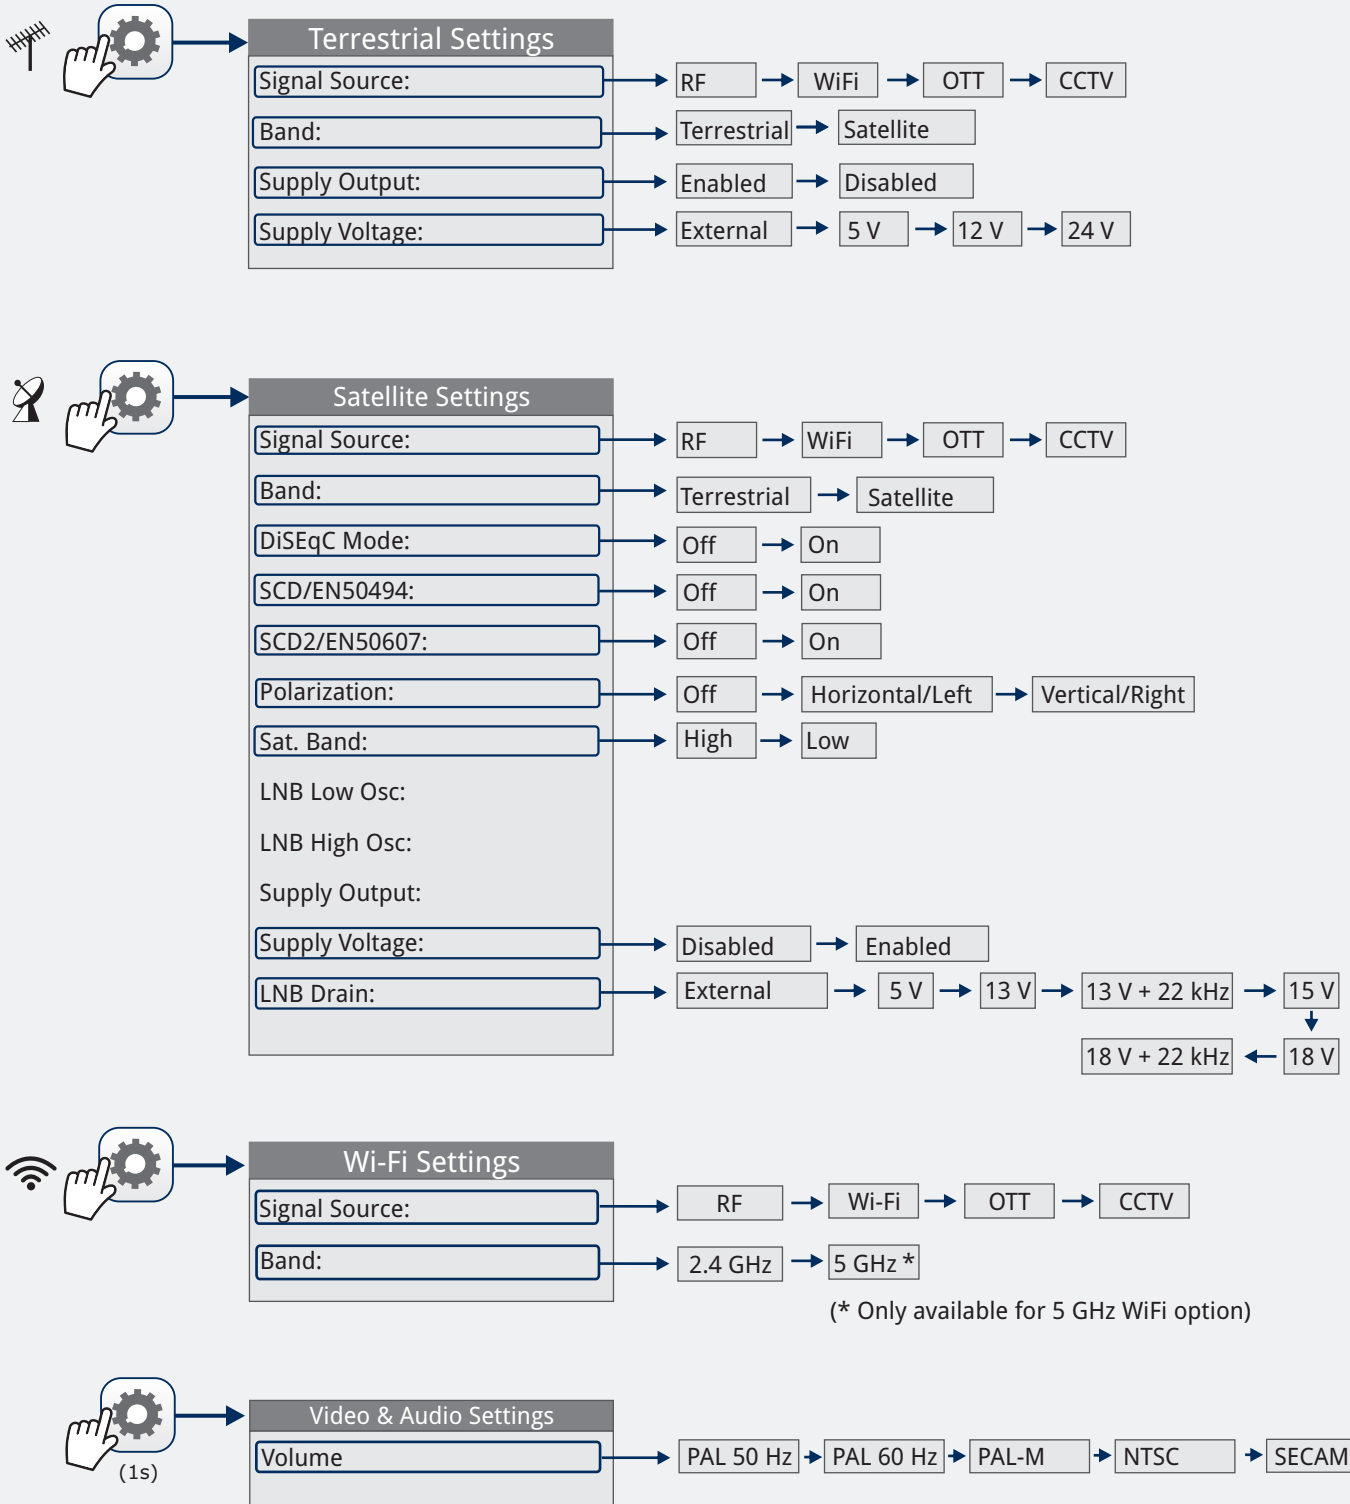 Terrestrial Settings
Signal Source: RF WiFi OTT CCTV
Band: Terrestrial Satellite
Supply Output: Enabled Disabled
Supply Voltage: External 5 V 12 V 24 V
Satellite Settings
Signal Source: RF WiFi OTT CCTV
Band: Terrestrial Satellite
DiSEqC Mode: Off On
SCD/EN50494: Off On
SCD2/EN50607: Off On
Polarization: Off Horizontal/Left Vertical/Right
Sat. Band: High Low
LNB Low Osc:
LNB High Osc:
Supply Output:
Supply Voltage: Disabled Enabled
LNB Drain: External 5 V 13 V 13 V + 22 kHz 15 V
18 V + 22 kHz 18 V
Wi-Fi Settings
Signal Source: RF Wi-Fi OTT CCTV
Band: 2.4 GHz 5 GHz *
(* Only available for 5 GHz WiFi option)
Video & Audio Settings
Volume PAL 50 Hz PAL 60 Hz PAL-M NTSC SECAM
(1s)